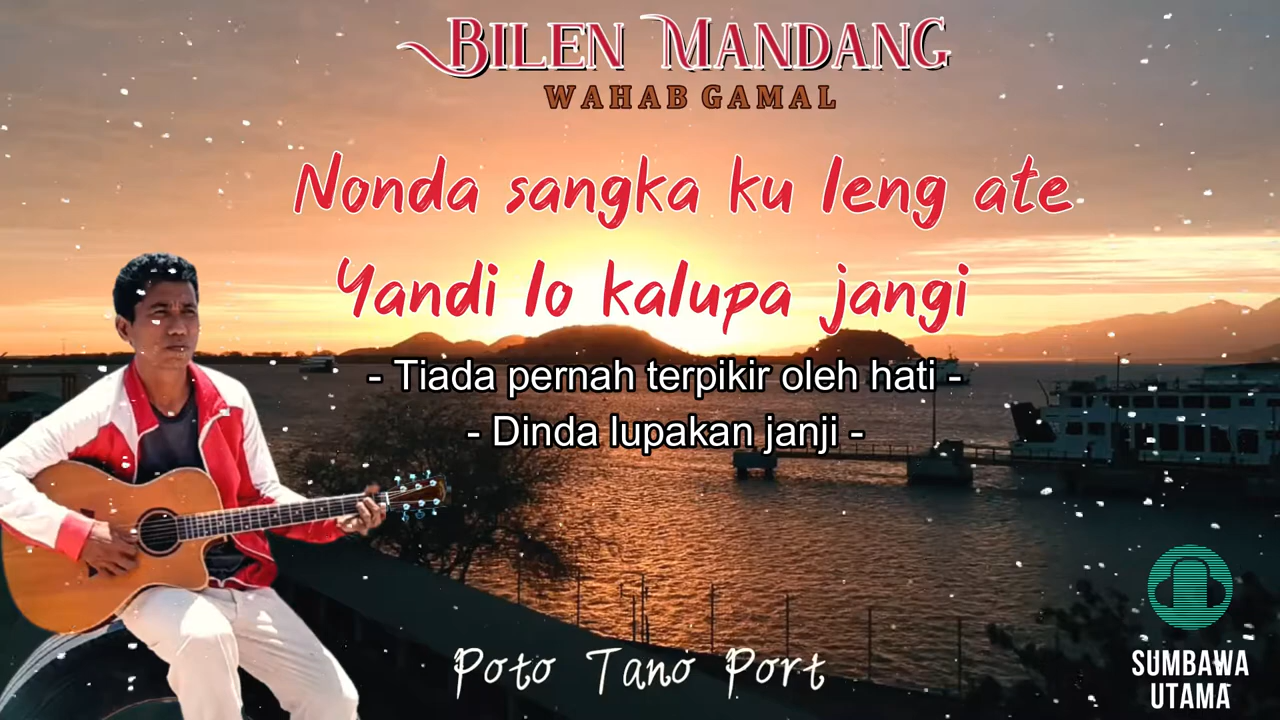 BILEN MANDANG
WAHAB GAMAL
Nonda sangka ku leng ate
Yandi lo kalupa jangi
- Tiada pernah terpikir oleh hati -
- Dinda lupakan janji -
Poto Tano Port
SUMBAWA
UTAMA